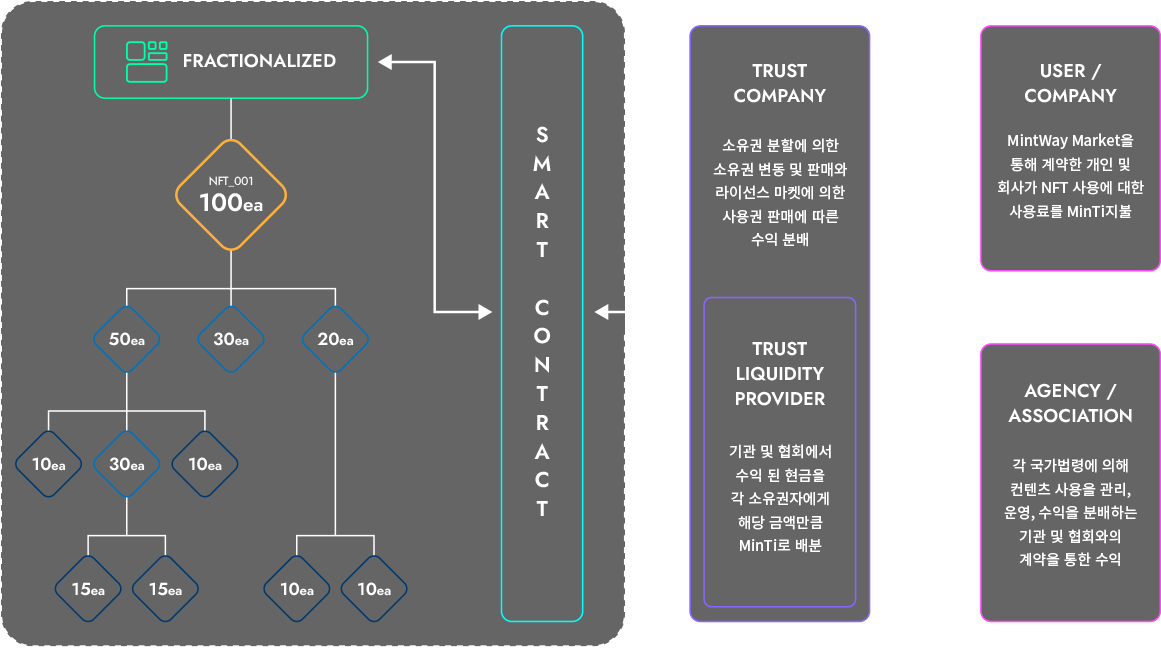 FRACTIONALIZED
NFT_001
100ea
50ea
30ea
20ea
10ea
30ea
10ea
15ea
15ea
10ea
10ea
SMART CONTRACT
TRUST
COMPANY
소유권 분할에 의한
소유권 변동 및 판매와
라이선스 마켓에 의한
사용권 판매에 따른
수익 분배
TRUST
LIQUIDITY
PROVIDER
기관 및 협회에서
수익 된 현금을
각 소유권자에게
해당 금액만큼
MinTi로 배분
USER /
COMPANY
MintWay Market을
통해 계약한 개인 및
회사가 NFT 사용에 대한
사용료를 MinTi지불
AGENCY /
ASSOCIATION
각 국가법령에 의해
컨텐츠 사용을 관리,
운영, 수익을 분배하는
기관 및 협회와의
계약을 통한 수익